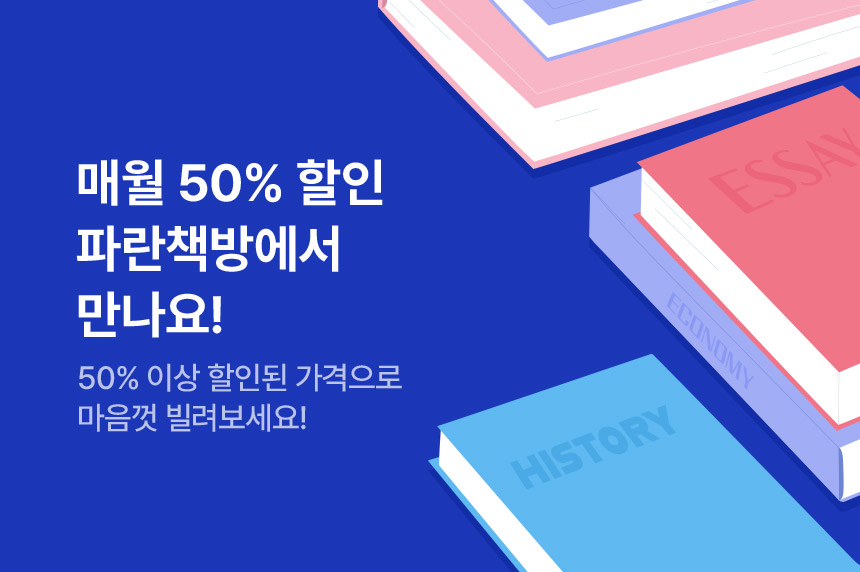 매월 50% 할인
파란책방에서
만나요!
50% 이상 할인된 가격으로
마음껏 빌려보세요!
ESSAY
ECONOMY
HISTORY